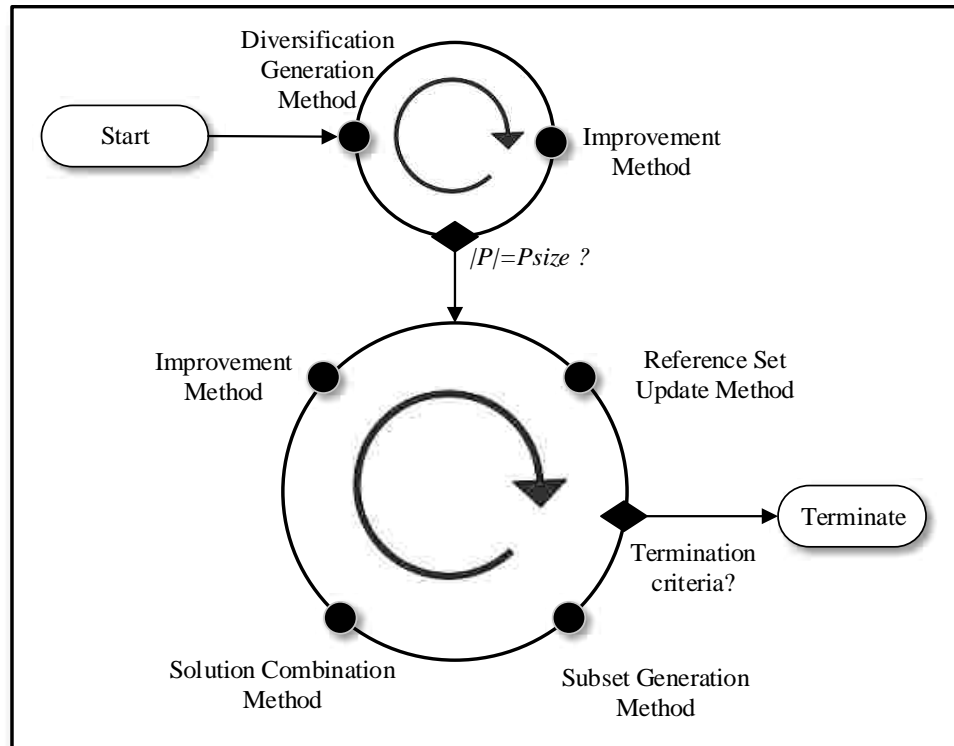 Diversification
Generation
Method
Start
Improvement
Method
|P|=Psize ?
Improvement
Method
Reference Set
Update Method
Terminate
Termination
criteria?
Solution Combination
Method
Subset Generation
Method